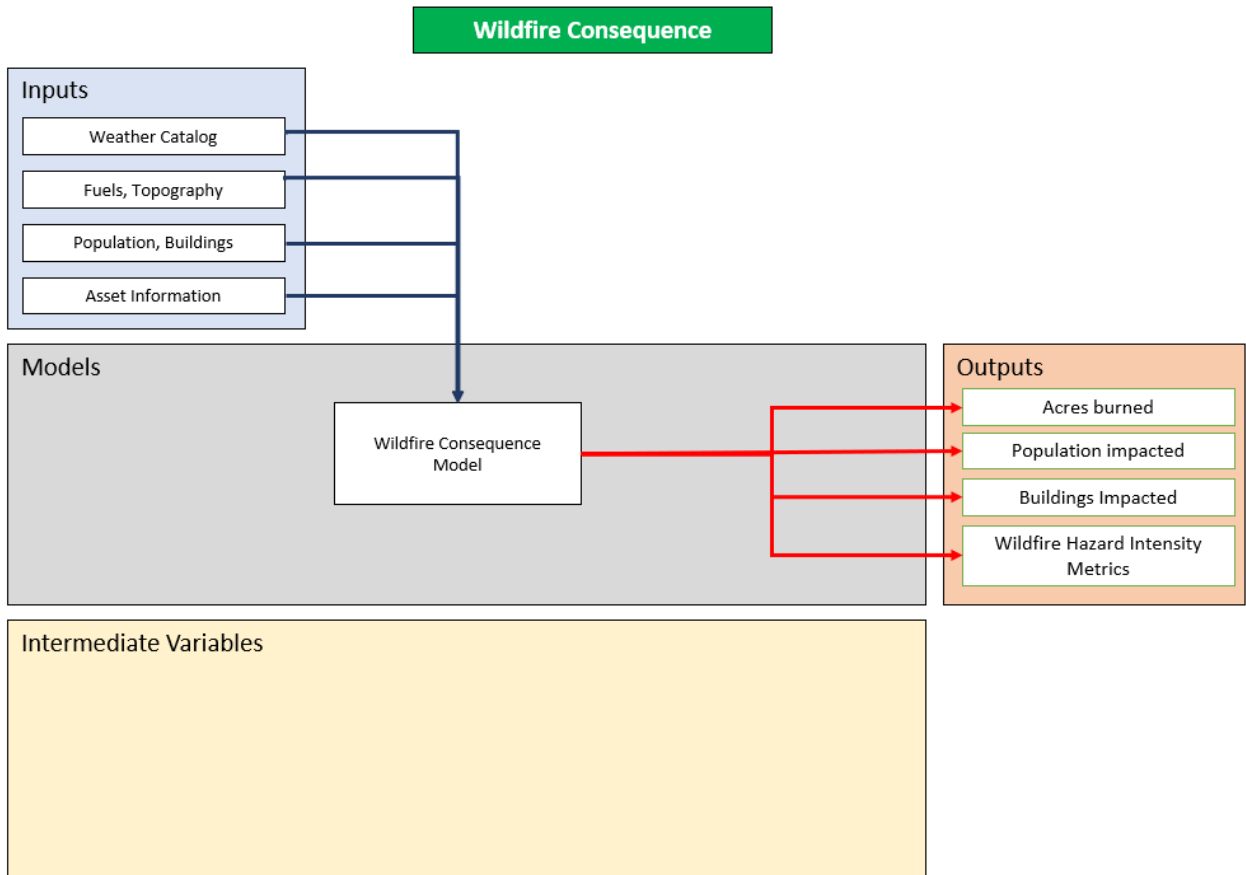 Wildfire Consequence
Inputs
Weather Catalog
Fuels, Topography
Population, Buildings
Asset Information
Models
Wildfire Consequence
Model
Outputs
Acres burned
Population impacted
Buildings Impacted
Wildfire Hazard Intensity
Metrics
Intermediate Variables